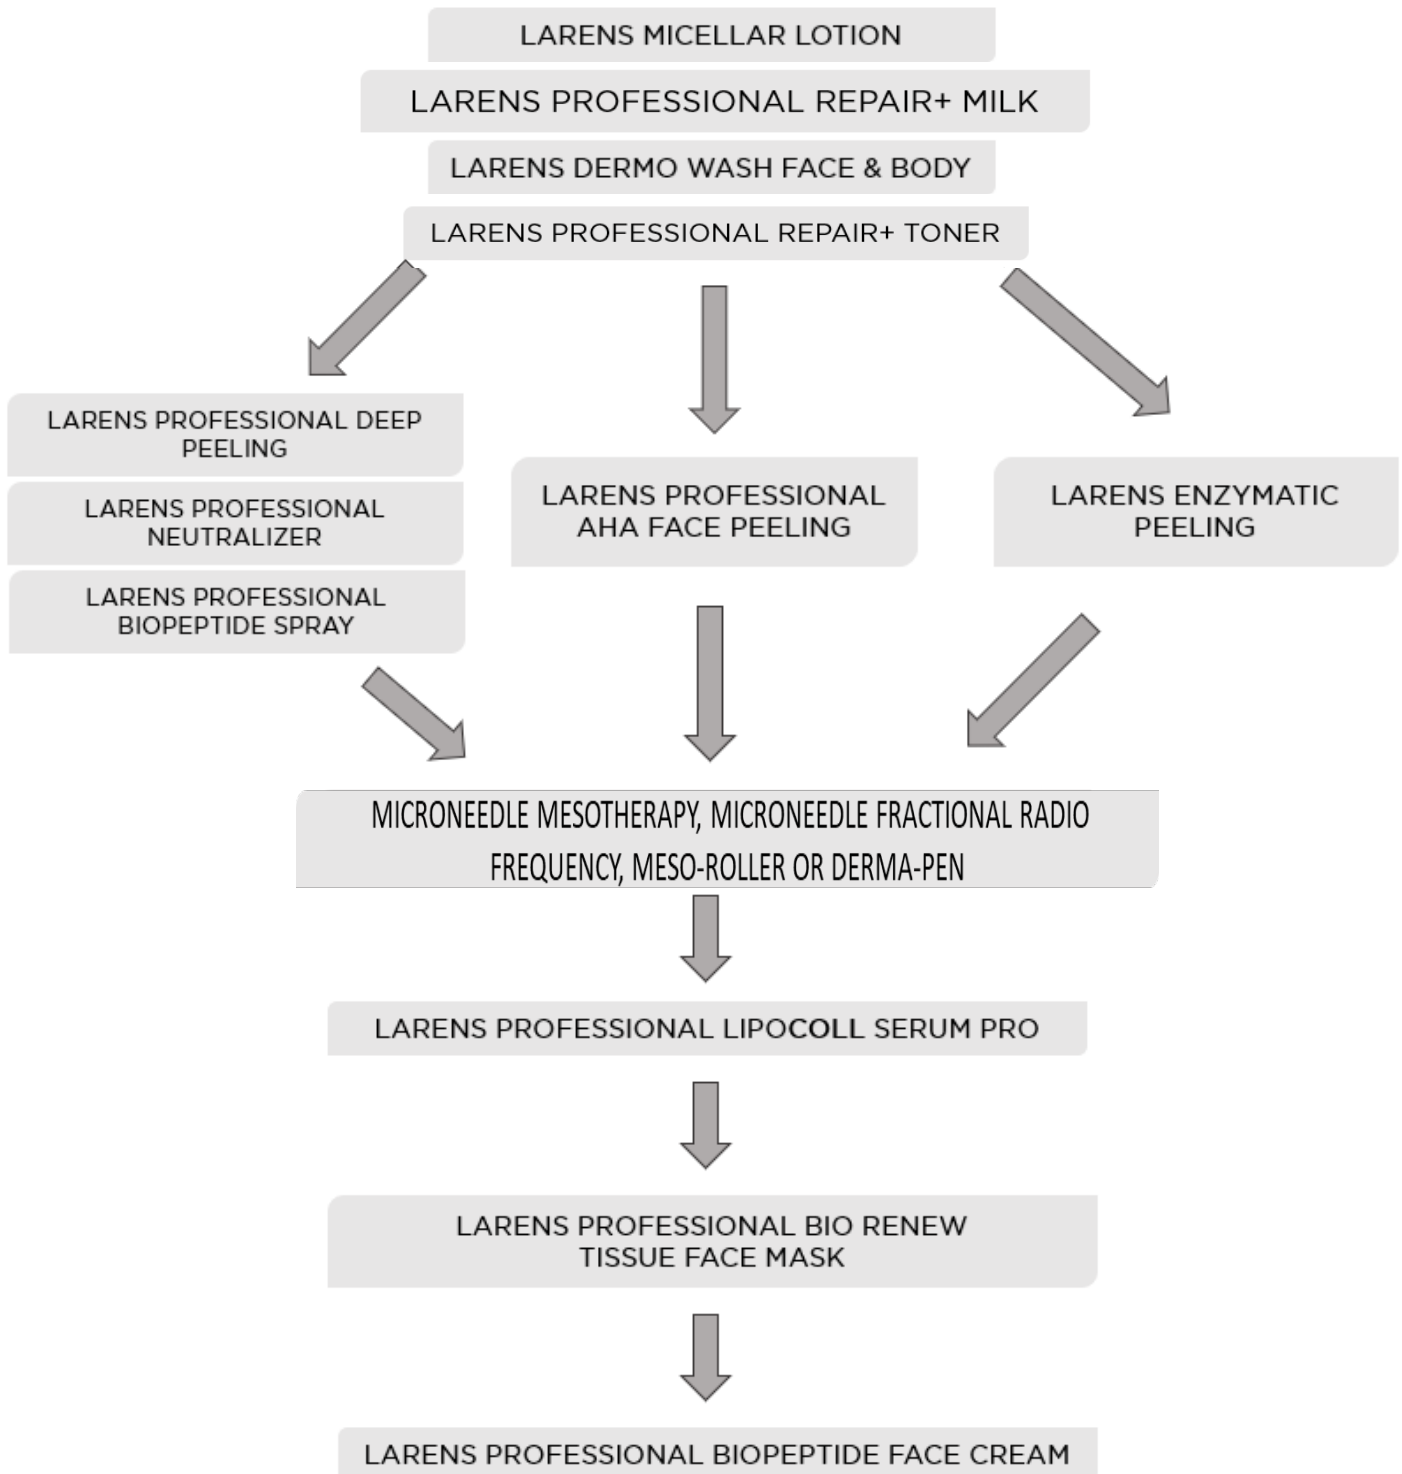 LARENS MICELLAR LOTION
LARENS PROFESSIONAL REPAIR+ MILK
LARENS DERMO WASH FACE & BODY
LARENS PROFESSIONAL REPAIR+ TONER
LARENS PROFESSIONAL DEEP
PEELING
LARENS PROFESSIONAL
NEUTRALIZER
LARENS PROFESSIONAL
BIOPEPTIDE SPRAY
LARENS PROFESSIONAL
AHA FACE PEELING
LARENS ENZYMATIC
PEELING
MICRONEEDLE MESOTHERAPY, MICRONEEDLE FRACTIONAL RADIO
FREQUENCY, MESO-ROLLER OR DERMA-PEN
LARENS PROFESSIONAL LIPOCOLL SERUM PRO
LARENS PROFESSIONAL BIO RENEW
TISSUE FACE MASK
LARENS PROFESSIONAL BIOPEPTIDE FACE CREAM